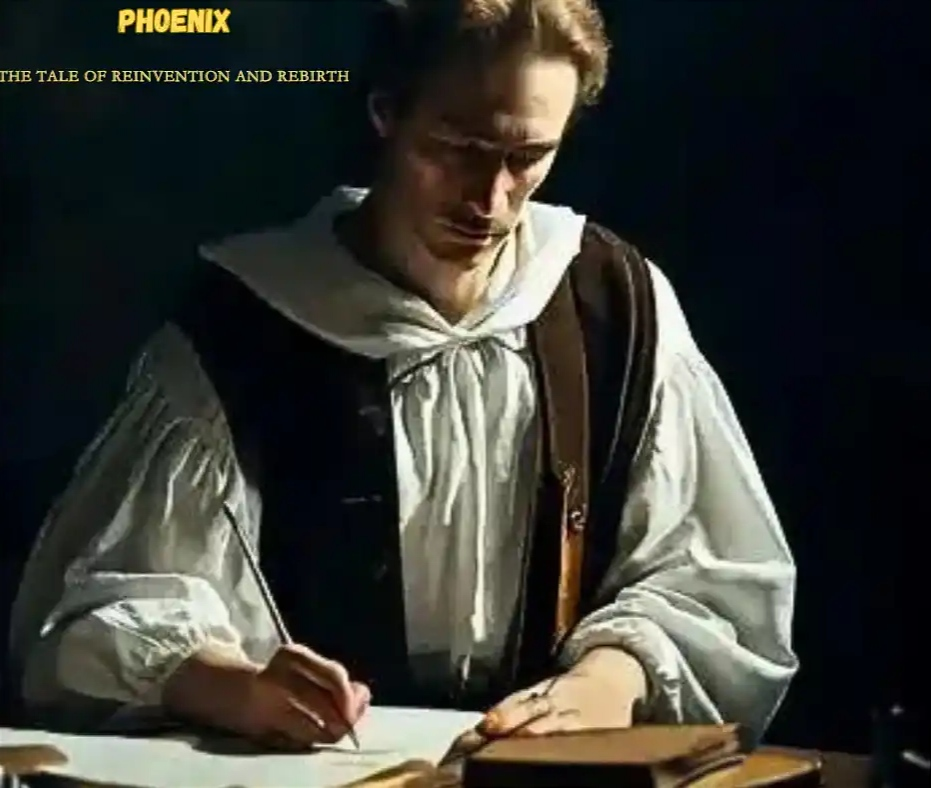 PHOENIX
THE TALE OF REINVENTION AND REBIRTH